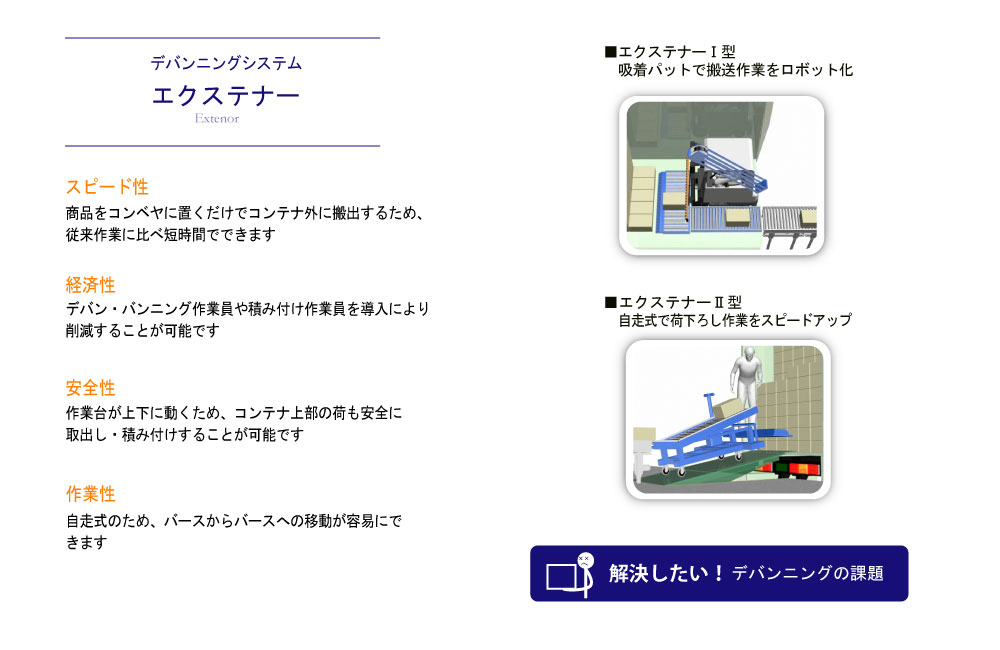 デバンニングシステム
エクステナー
Extenor
スピード性
商品をコンベヤに置くだけでコンテナ外に搬出するため、
従来作業に比べ短時間でできます
経済性
デバン・バンニング作業員や積み付け作業員を導入により
削減することが可能です
安全性
作業台が上下に動くため、コンテナ上部の荷も安全に
取出し・積み付けすることが可能です
作業性
自走式のため、バースからバースへの移動が容易にで
きます
■エクステナーⅠ型
吸着パットで搬送作業をロボット化
■エクステナーⅡ型
自走式で荷下ろし作業をスピードアップ
解決したい！デバンニングの課題